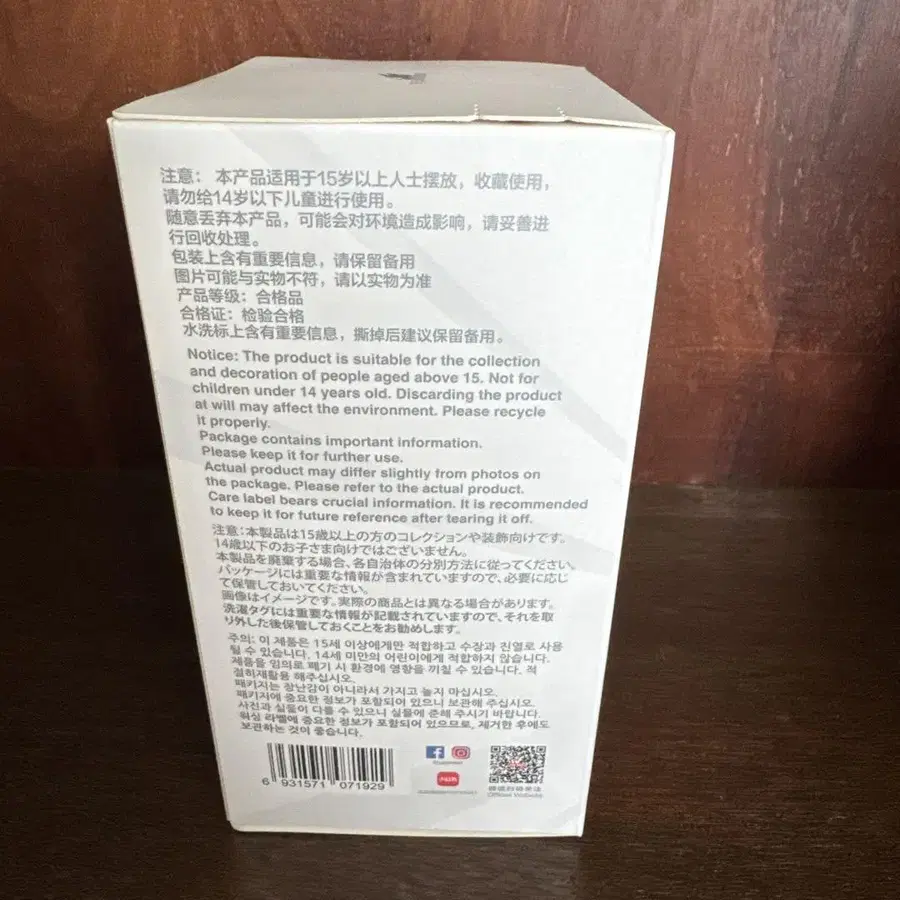 注意: 本产品适用于15岁以上人士摆放，收藏使用，
请勿给14岁以下儿童进行使用。
随意丢弃本产品，可能会对环境造成影响，请妥善进
行回收处理。
包装上含有重要信息，请保留备用
图片可能与实物不符，请以实物为准
产品等级：合格品
合格证：检验合格
水洗标上含有重要信息，撕掉后建议保留备用。
Notice: The product is suitable for the collection
and decoration of people aged above 15. Not for
children under 14 years old. Discarding the product
at will may affect the environment. Please recycle
it properly.
Package contains important information.
Please keep it for further use.
Actual product may differ slightly from photos on
the package. Please refer to the actual product.
Care label bears crucial information. It is recommended
to keep it for future reference after tearing it off.
注意:本製品は15歳以上の方のコレクションや装飾向けです。
14歳以下のお子さま向けではございません。
本製品を廃棄する場合、各自治体の分別方法に従ってください。
パッケージには重要な情報が含まれていますので、必要に応じ
て保管しておいてください。
画像はイメージです。実際の商品とは異なる場合があります。
洗濯タグには重要な情報が記載されていますので、それを取
り外した後保管しておくことをお勧めします。
주의: 이 제품은 15세 이상에게만 적합하고 수장과 진열로 사용
될 수 있습니다. 14세 미만의 어린이에게 적합하지 않습니다.
제품을 임의로 폐기 시 환경에 영향을 끼칠 수 있습니다. 적
절히재활용 해주십시오.
패키지는 장난감이 아니라서 가지고 놀지 마십시오.
패키지에 중요한 정보가 포함되어 있으니 보관해 주십시오.
사진과 실물이 다를 수 있으니 실물에 준해 주시기 바랍니다.
워싱 라벨에 중요한 정보가 포함되어 있으므로, 제거한 후에도
보관하는 것이 좋습니다.
6 931571 071929
Official Website